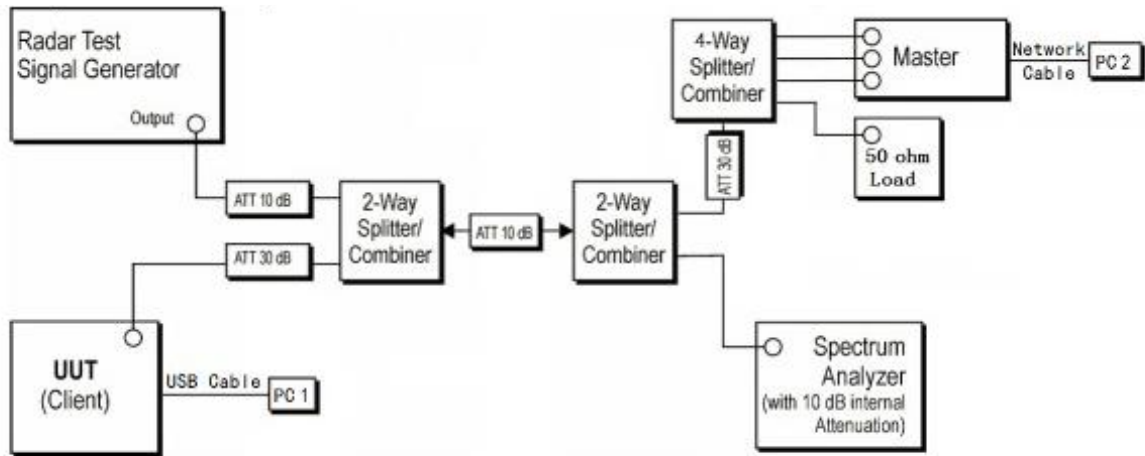 Radar Test
Signal Generator
Output
ATT 10 dB
ATT 30 dB
2-Way
Splitter/
Combiner
ATT 10 dB
2-Way
Splitter/
Combiner
4-Way
Splitter/
Combiner
ATT 30 dB
Master
Network
Cable
PC 2
50 ohm
Load
UUT
(Client)
USB Cable
PC 1
Spectrum
Analyzer
(with 10 dB internal
Attenuation)